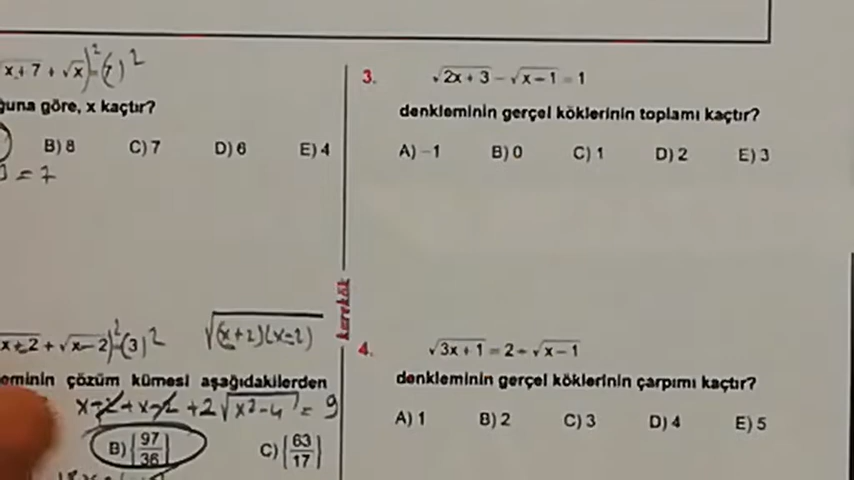 x+7 + √x)² = (7)²
ğuna göre, x kaçtır?
B) 8 C) 7 D) 6 E) 4
= 7
x+2 + √x-2)² = (3)² √(x+2)(x-2)
eminin çözüm kümesi aşağıdakilerden
x-2+x-2 +2√x²-4 = 9
B) {97/36} C) {63/17}
kerekök
3. √2x+3 - √x-1 = 1
denkleminin gerçel köklerinin toplamı kaçtır?
A) -1 B) 0 C) 1 D) 2 E) 3
4. √3x+1 = 2 + √x-1
denkleminin gerçel köklerinin çarpımı kaçtır?
A) 1 B) 2 C) 3 D) 4 E) 5